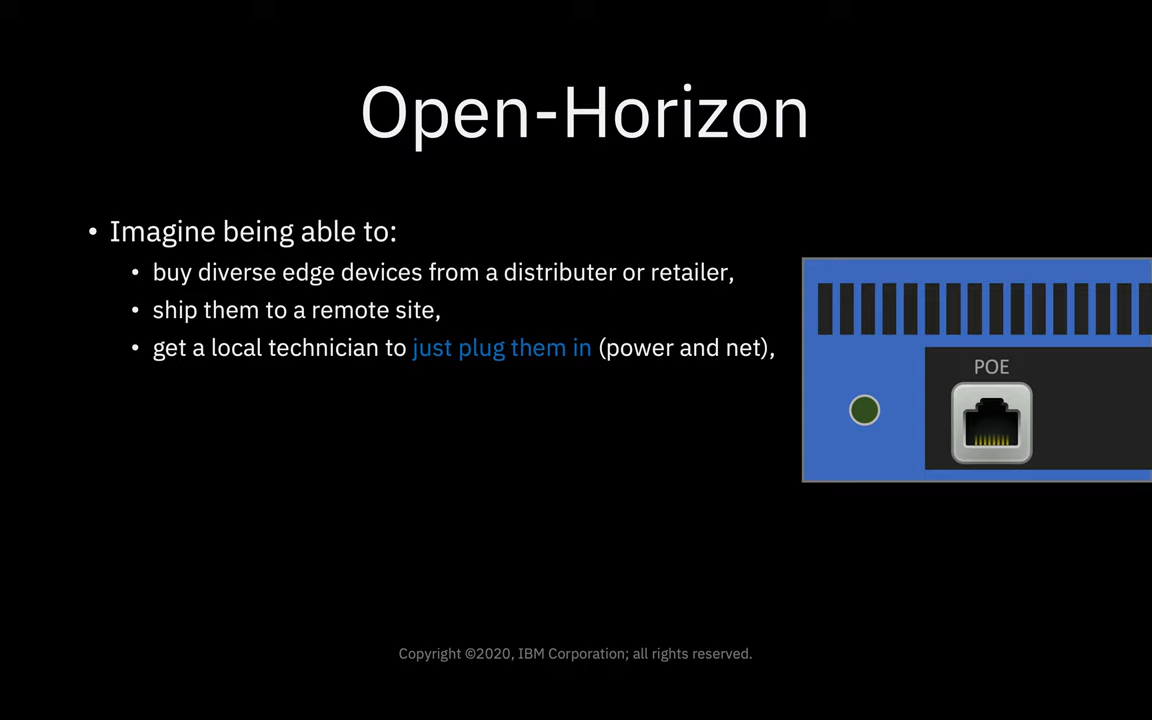 Open-Horizon
• Imagine being able to:
• buy diverse edge devices from a distributer or retailer,
• ship them to a remote site,
• get a local technician to just plug them in (power and net),
POE
Copyright ©2020, IBM Corporation; all rights reserved.